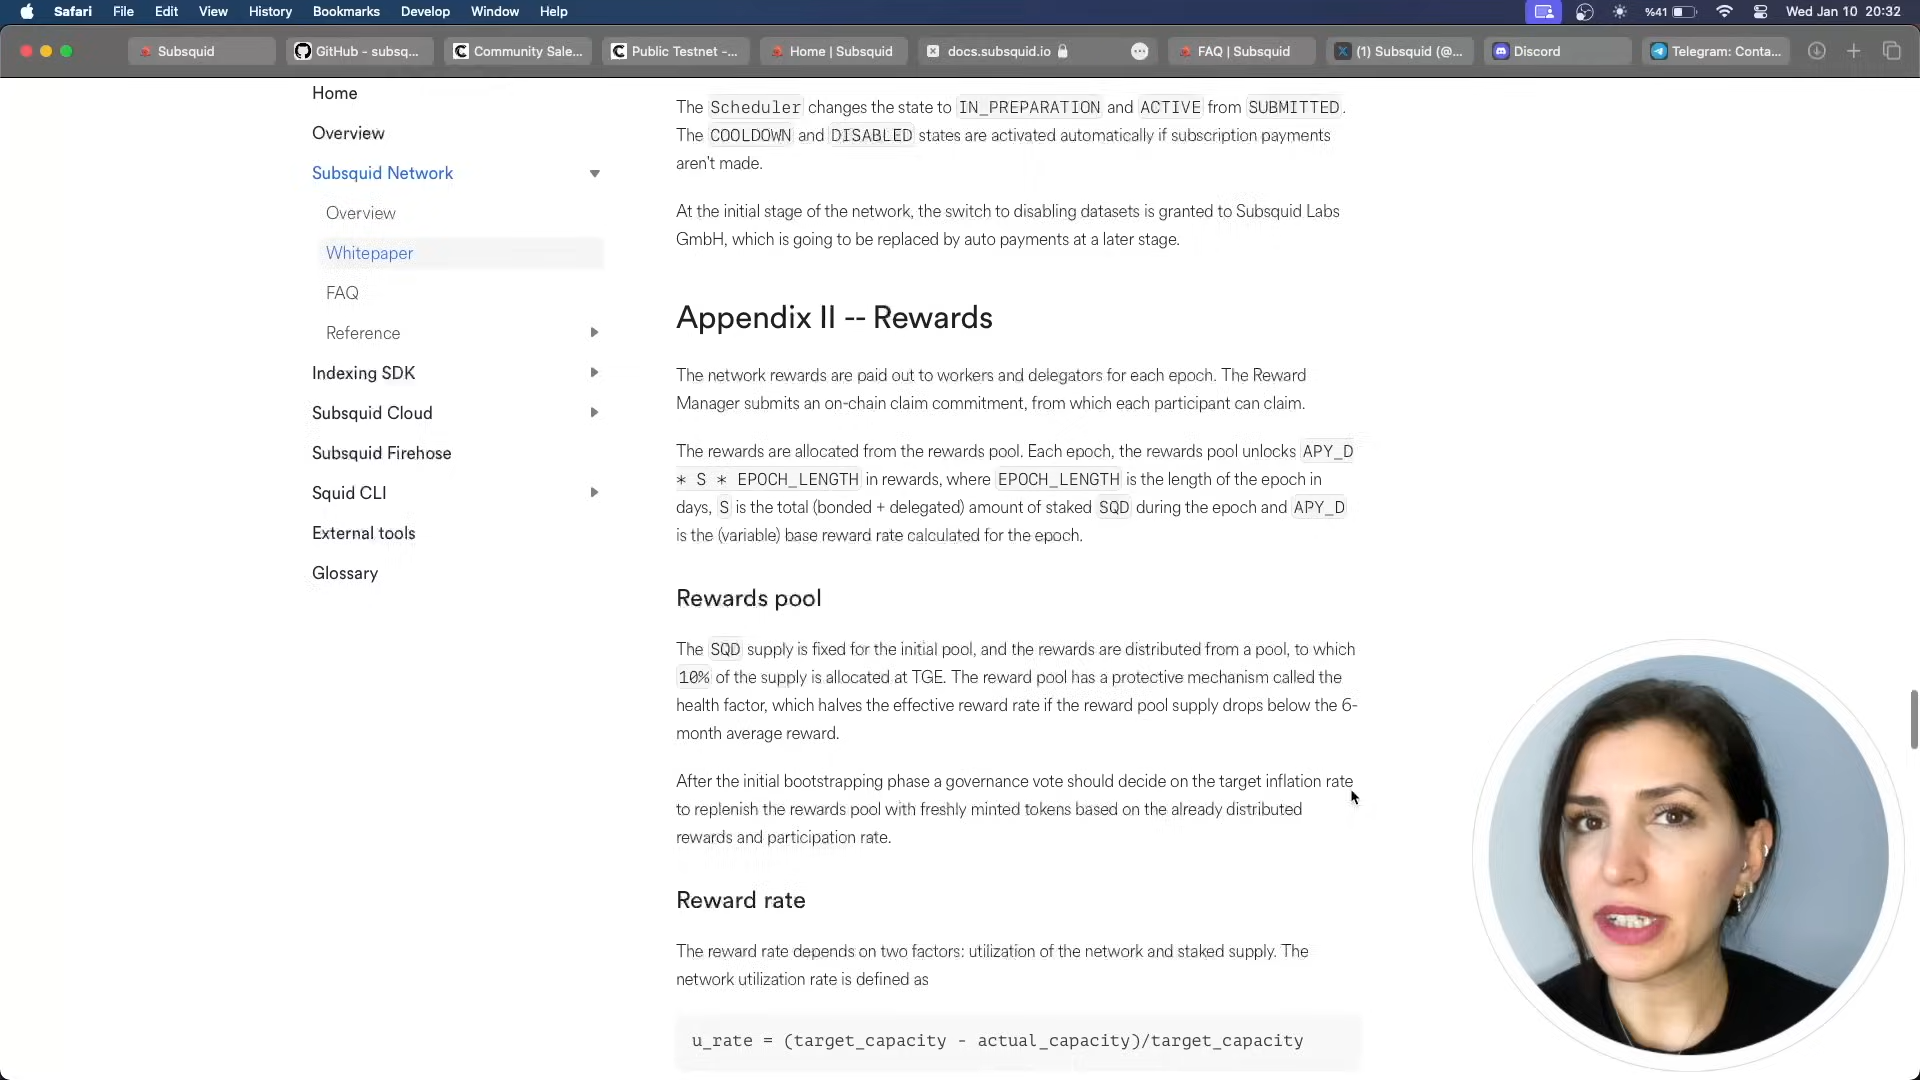 Safari File Edit View History Bookmarks Develop Window Help %41 Wed Jan 10 20:32
Subsquid GitHub - subsq... Community Sale... Public Testnet -... Home | Subsquid docs.subsquid.io FAQ | Subsquid (1) Subsquid (@... Discord Telegram: Conta...
Home
Overview
Subsquid Network
Overview
Whitepaper
FAQ
Reference
Indexing SDK
Subsquid Cloud
Subsquid Firehose
Squid CLI
External tools
Glossary
The Scheduler changes the state to IN_PREPARATION and ACTIVE from SUBMITTED.
The COOLDOWN and DISABLED states are activated automatically if subscription payments
aren't made.
At the initial stage of the network, the switch to disabling datasets is granted to Subsquid Labs
GmbH, which is going to be replaced by auto payments at a later stage.
Appendix II -- Rewards
The network rewards are paid out to workers and delegators for each epoch. The Reward
Manager submits an on-chain claim commitment, from which each participant can claim.
The rewards are allocated from the rewards pool. Each epoch, the rewards pool unlocks APY_D
* S * EPOCH_LENGTH in rewards, where EPOCH_LENGTH is the length of the epoch in
days, S is the total (bonded + delegated) amount of staked SQD during the epoch and APY_D
is the (variable) base reward rate calculated for the epoch.
Rewards pool
The SQD supply is fixed for the initial pool, and the rewards are distributed from a pool, to which
10% of the supply is allocated at TGE. The reward pool has a protective mechanism called the
health factor, which halves the effective reward rate if the reward pool supply drops below the 6-
month average reward.
After the initial bootstrapping phase a governance vote should decide on the target inflation rate
to replenish the rewards pool with freshly minted tokens based on the already distributed
rewards and participation rate.
Reward rate
The reward rate depends on two factors: utilization of the network and staked supply. The
network utilization rate is defined as
u_rate = (target_capacity - actual_capacity)/target_capacity